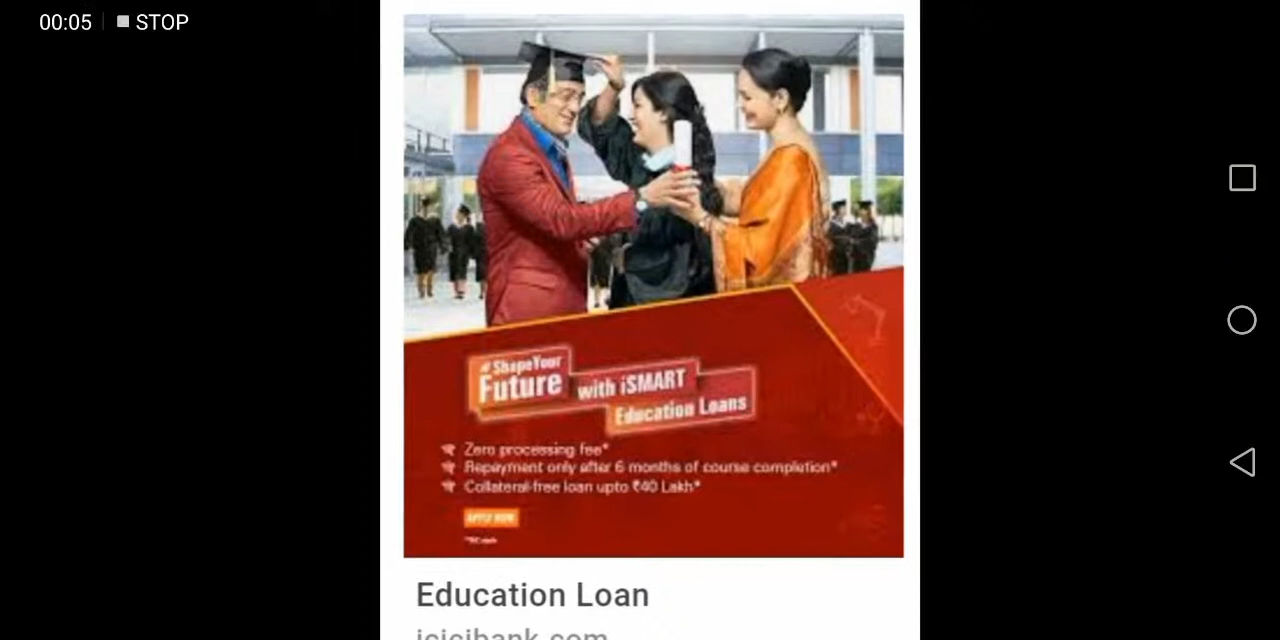 00:05
STOP
#ShapeYour
Future
with iSMART
Education Loans
Zero processing fee*
Repayment only after 6 months of course completion*
Collateral-free loan upto ₹40 Lakh*
APPLY NOW
Education Loan
icicibank.com